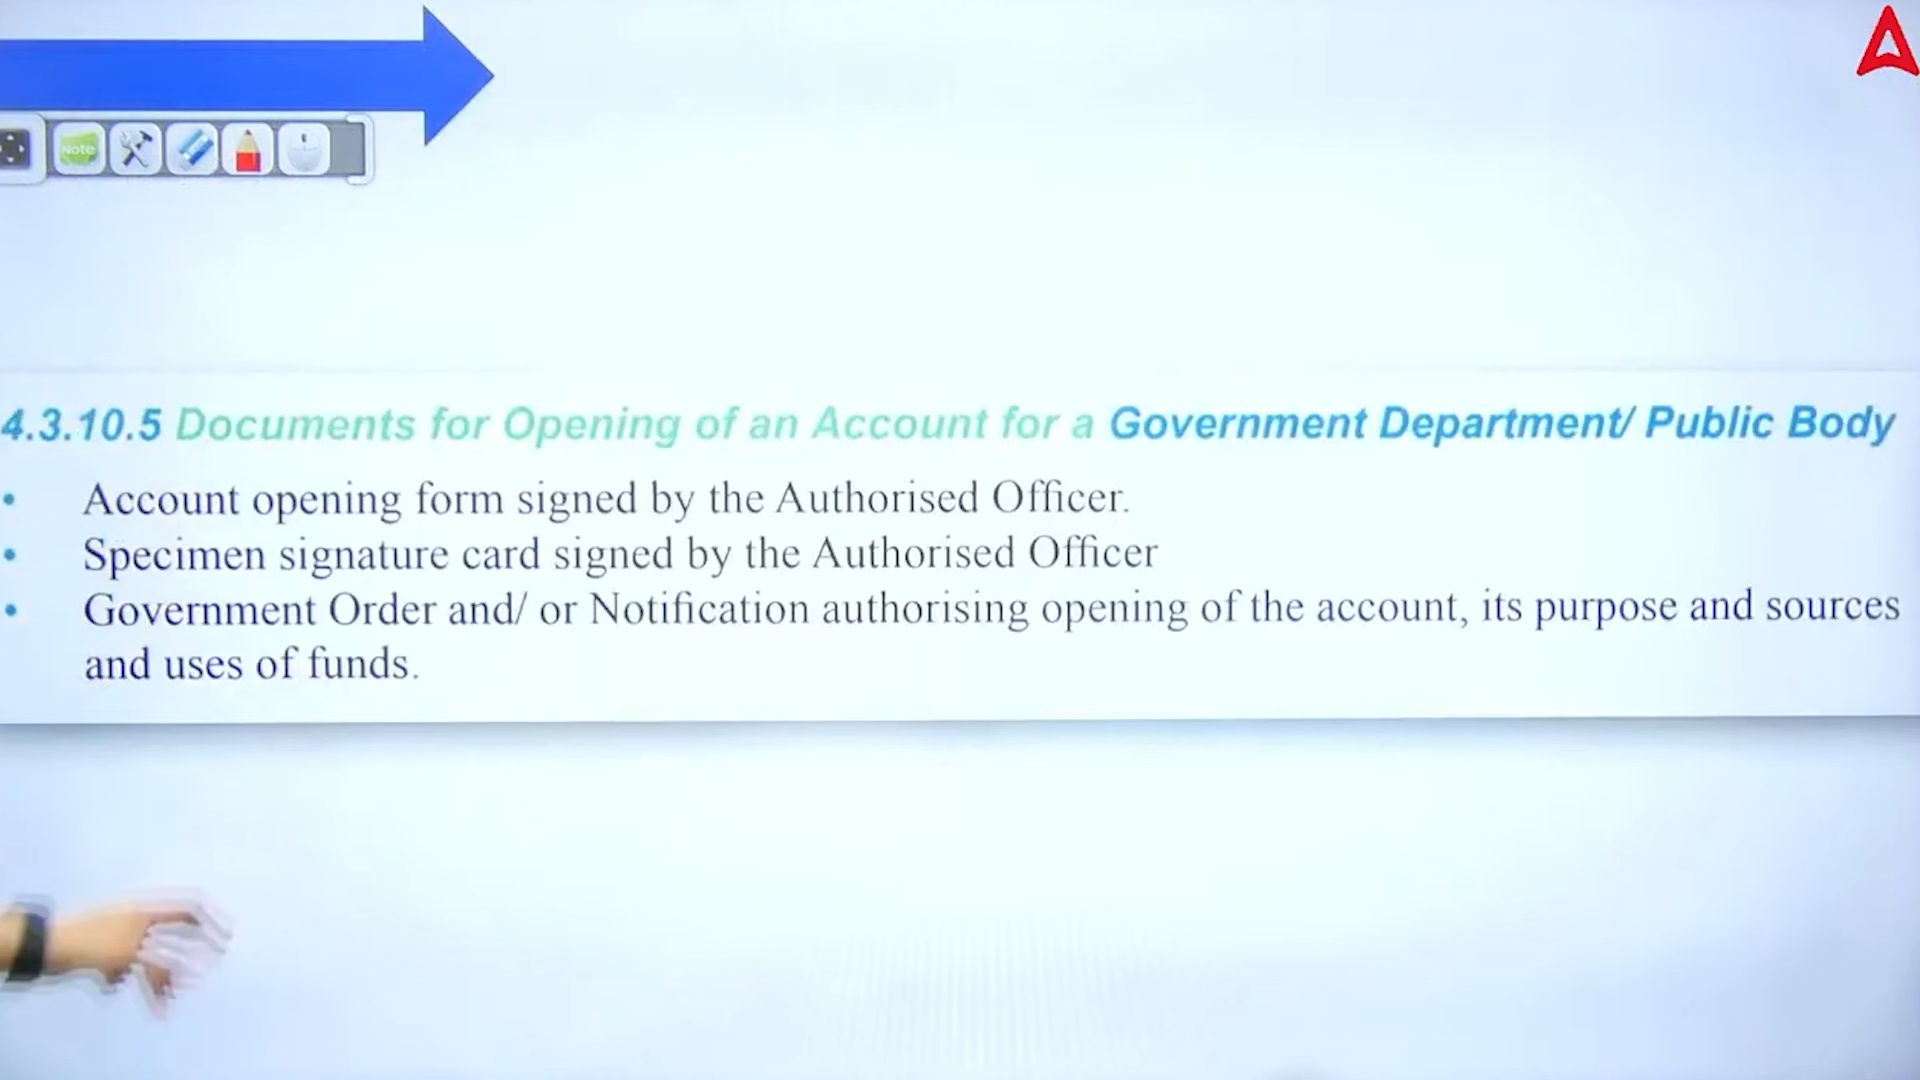 Note
4.3.10.5 Documents for Opening of an Account for a Government Department/ Public Body
• Account opening form signed by the Authorised Officer.
• Specimen signature card signed by the Authorised Officer
• Government Order and/ or Notification authorising opening of the account, its purpose and sources
and uses of funds.